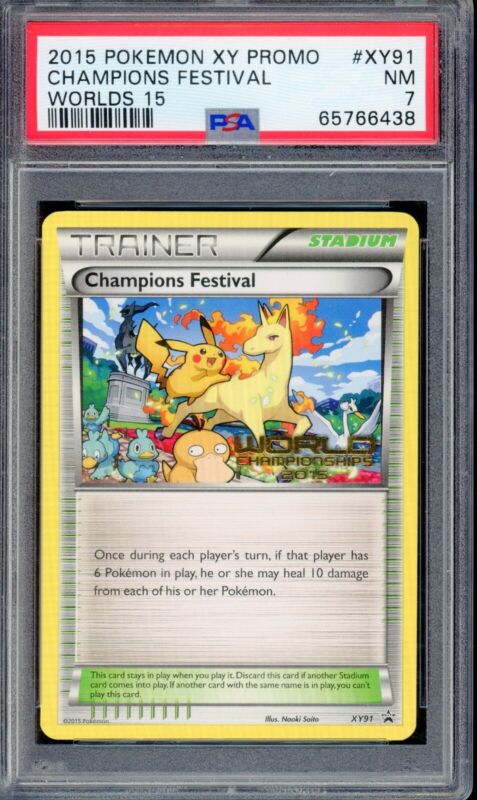 2015 POKEMON XY PROMO #XY91
CHAMPIONS FESTIVAL NM
WORLDS 15 7
PSA 65766438
TRAINER STADIUM
Champions Festival
WORLD
CHAMPIONSHIPS
2015
Once during each player's turn, if that player has
6 Pokémon in play, he or she may heal 10 damage
from each of his or her Pokémon.
This card stays in play when you play it. Discard this card if another Stadium
card comes into play. If another card with the same name is in play, you can't
play this card.
©2015 Pokémon Illus. Naoki Saito XY91